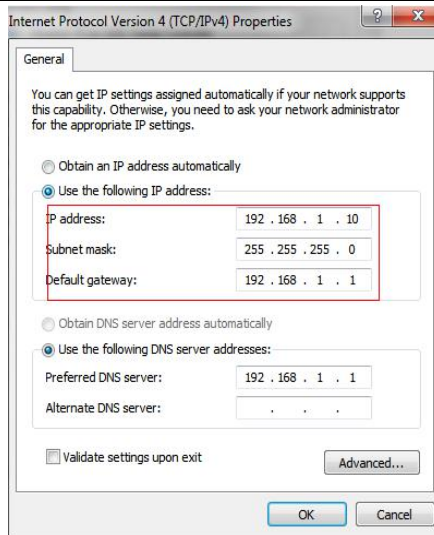 Internet Protocol Version 4 (TCP/IPv4) Properties
? X
General
You can get IP settings assigned automatically if your network supports
this capability. Otherwise, you need to ask your network administrator
for the appropriate IP settings.
Obtain an IP address automatically
Use the following IP address:
IP address: 192 . 168 . 1 . 10
Subnet mask: 255 . 255 . 255 . 0
Default gateway: 192 . 168 . 1 . 1
Obtain DNS server address automatically
Use the following DNS server addresses:
Preferred DNS server: 192 . 168 . 1 . 1
Alternate DNS server: . . .
Validate settings upon exit
Advanced...
OK Cancel